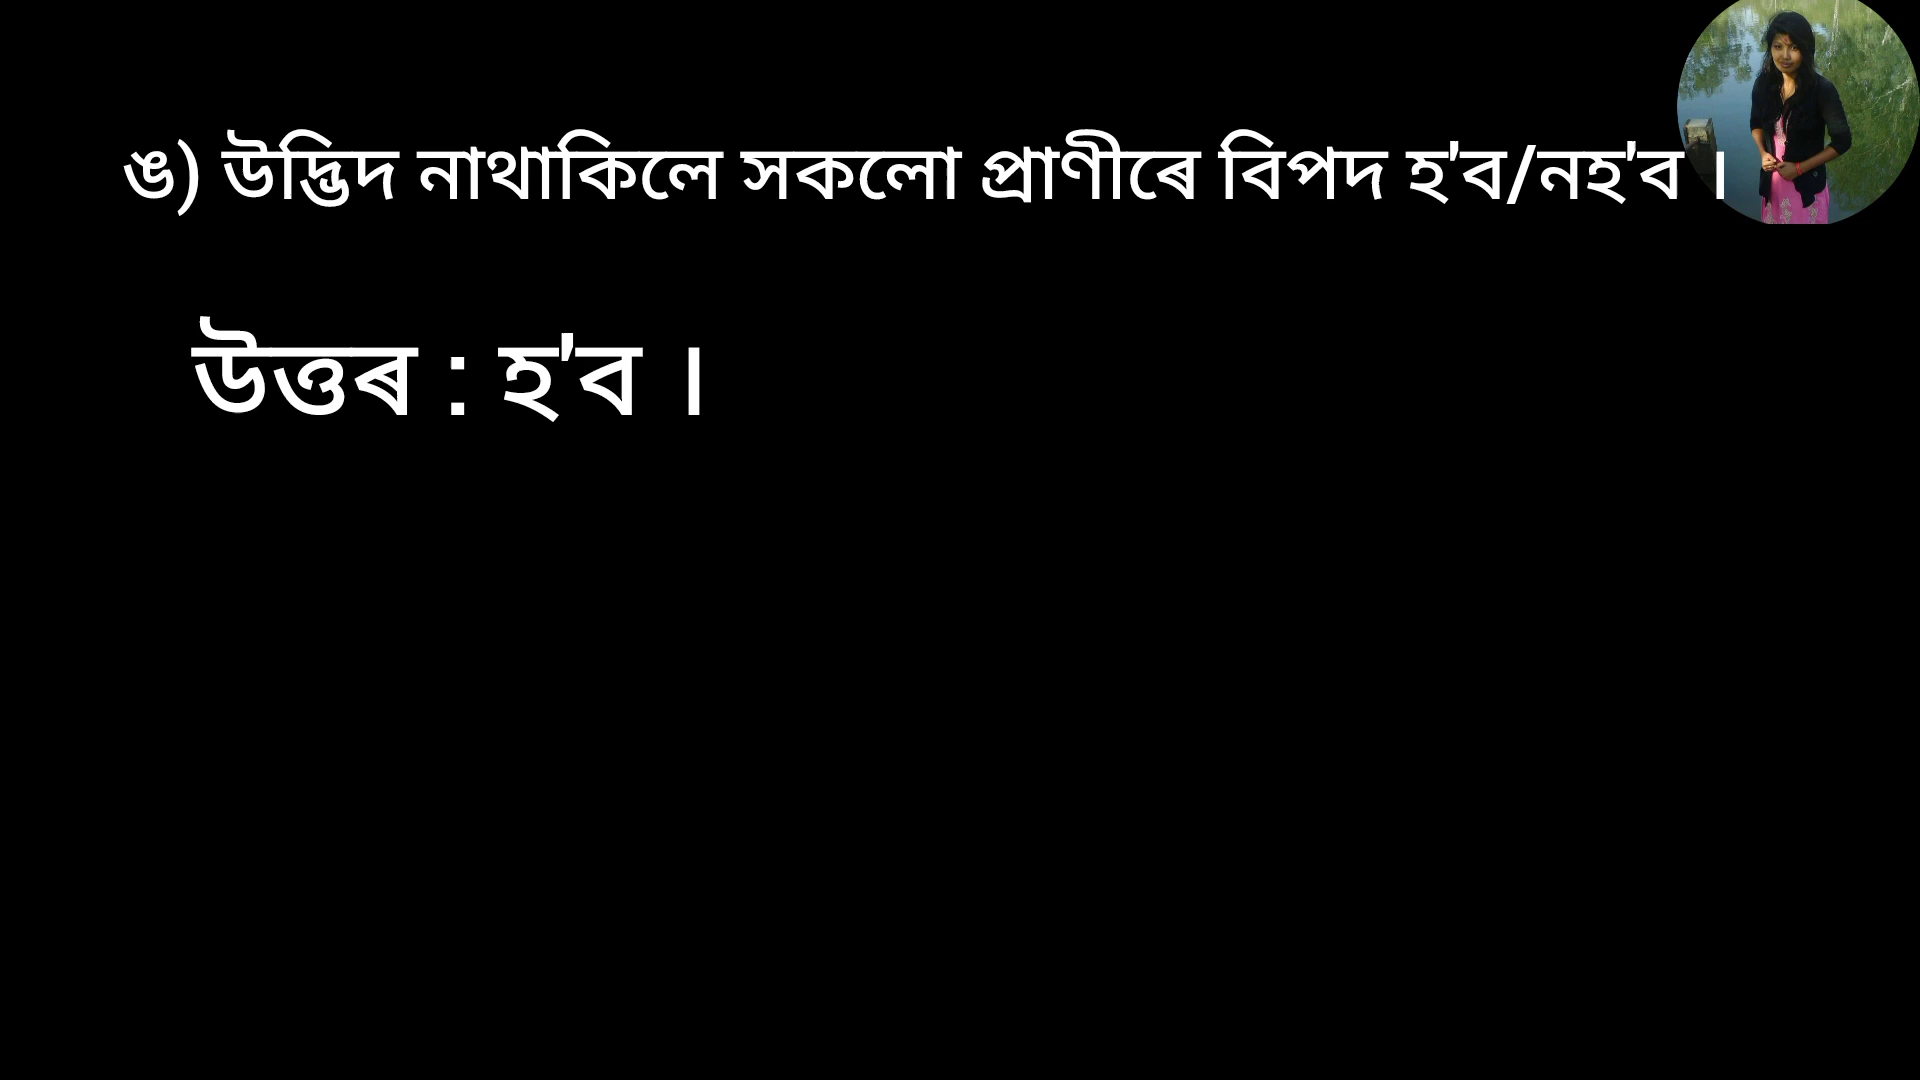 ঙ) উদ্ভিদ নাথাকিলে সকলো প্ৰাণীৰে বিপদ হ'ব/নহ'ব ।
উত্তৰ : হ'ব ।